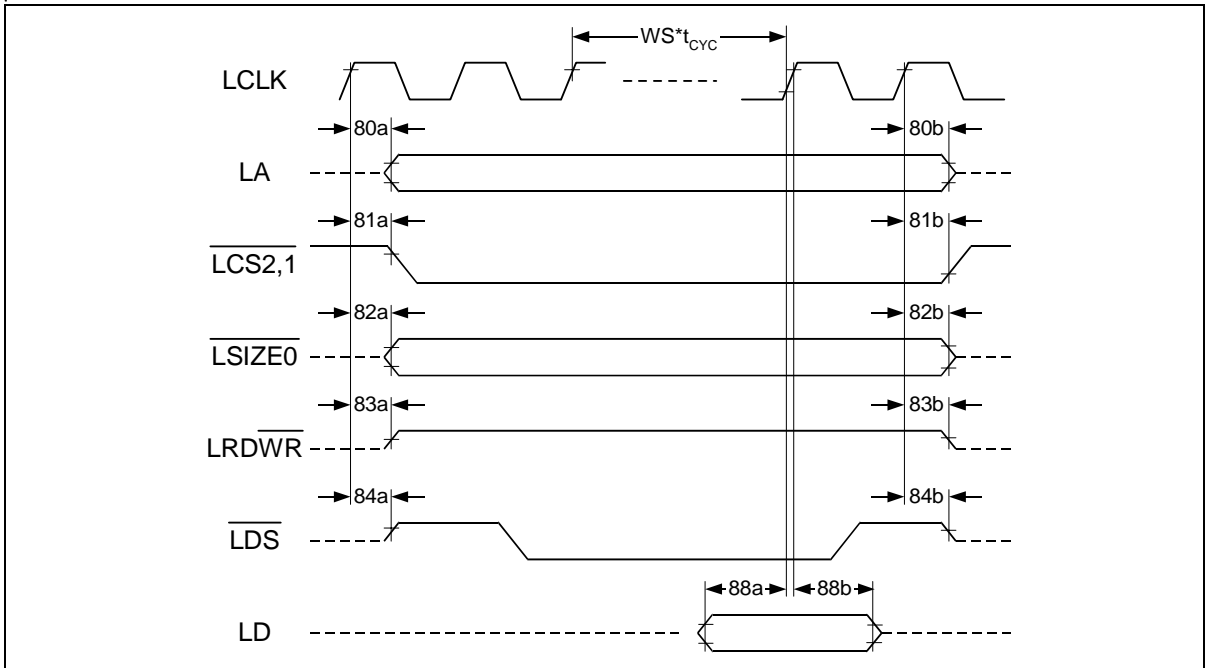 WS*tCYC
LCLK
80a 80b
LA
81a 81b
LCS2,1
82a 82b
LSIZE0
83a 83b
LRDWR
84a 84b
LDS
88a 88b
LD